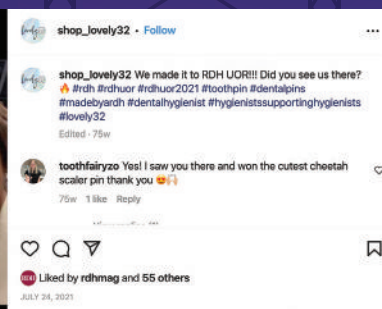 shop_lovely32 • Follow
shop_lovely32 We made it to RDH UOR!!! Did you see us there?
🔥 #rdh #rdhuor #rdhuor2021 #toothpin #dentalpins
#madebyardh #dentalhygienist #hygienistssupportinghygienists
#lovely32
Edited · 75w
toothfairyzo Yes! I saw you there and won the cutest cheetah
scaler pin thank you 😍🙌🏻
75w 1 like Reply
Liked by rdhmag and 55 others
JULY 24, 2021